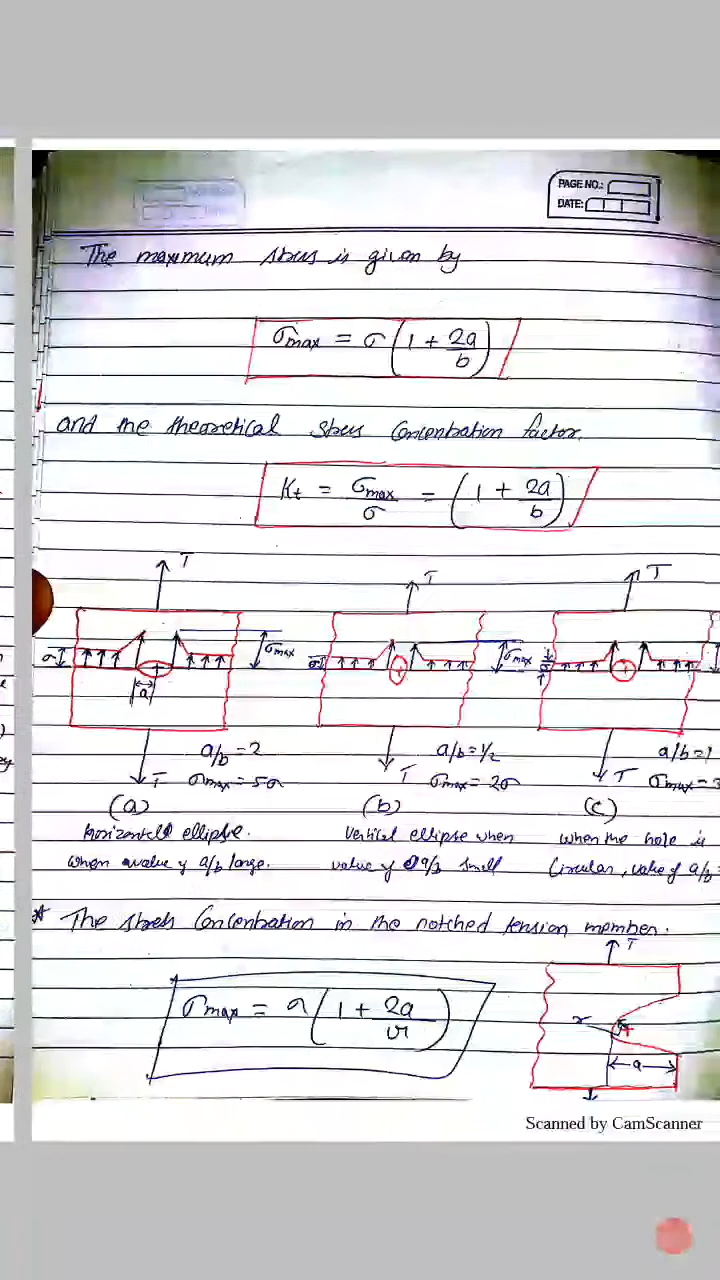 PAGE NO.:
DATE:
The maximum stress is given by
σmax = σ(1 + 2a/b)
and the theoretical stress concentration factor.
Kt = σmax/σ = (1 + 2a/b)
T T T
σ σmax σ σmax σ
a
a/b = 2 a/b = 1/2 a/b = 1
T σmax = 5σ T σmax = 2σ T σmax = 3
(a) (b) (c)
horizontal ellipse. Vertical ellipse when when the hole is
when value of a/b large. value of a/b small Circular, value of a/b =
* The stress Concentration in the notched tension member.
T
σmax = σ(1 + 2a/r)
r
a
Scanned by CamScanner